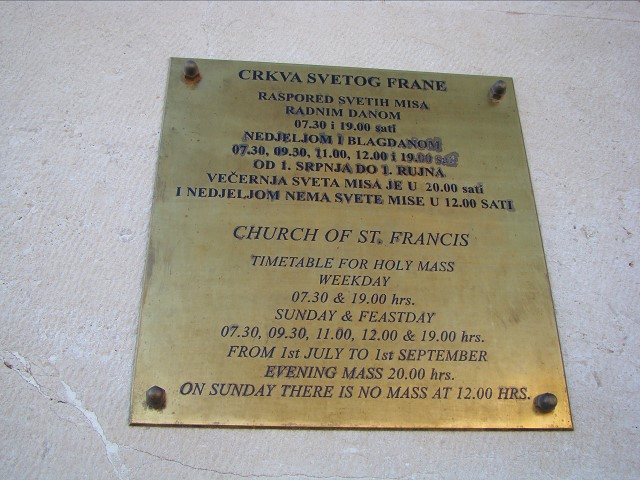 CRKVA SVETOG FRANE
RASPORED SVETIH MISA
RADNIM DANOM
07.30 i 19.00 sati
NEDJELJOM I BLAGDANOM
07.30, 09.30, 11.00, 12.00 i 19.00 sati
OD 1. SRPNJA DO 1. RUJNA
VEČERNJA SVETA MISA JE U 20.00 sati
I NEDJELJOM NEMA SVETE MISE U 12.00 SATI
CHURCH OF ST. FRANCIS
TIMETABLE FOR HOLY MASS
WEEKDAY
07.30 & 19.00 hrs.
SUNDAY & FEASTDAY
07.30, 09.30, 11.00, 12.00 & 19.00 hrs.
FROM 1st JULY TO 1st SEPTEMBER
EVENING MASS 20.00 hrs.
ON SUNDAY THERE IS NO MASS AT 12.00 HRS.